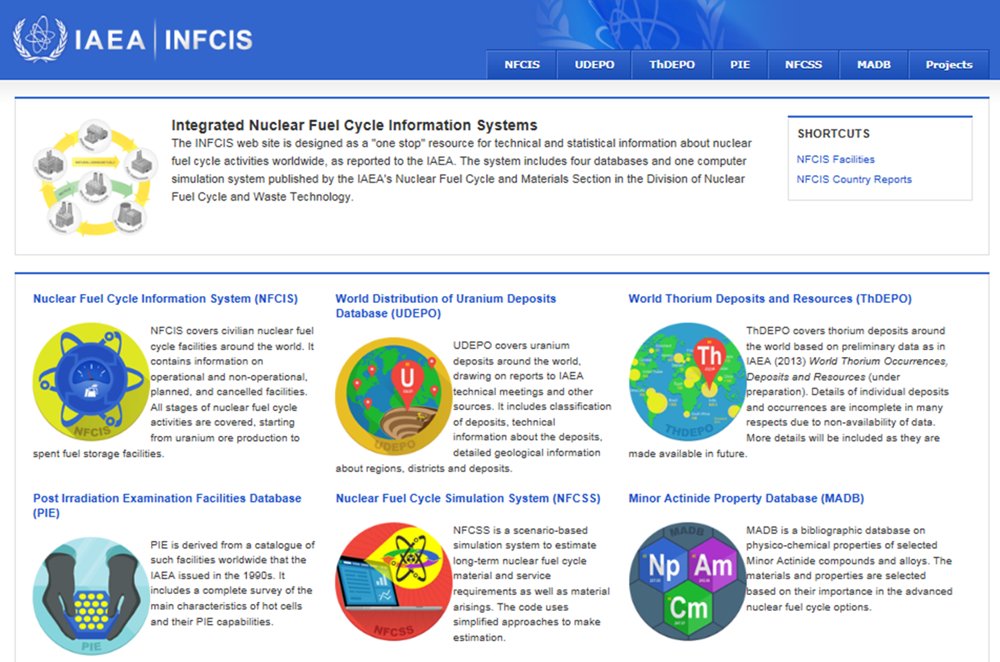 IAEA | INFCIS
NFCIS UDEPO ThDEPO PIE NFCSS MADB Projects
Integrated Nuclear Fuel Cycle Information Systems
The INFCIS web site is designed as a "one stop" resource for technical and statistical information about nuclear
fuel cycle activities worldwide, as reported to the IAEA. The system includes four databases and one computer
simulation system published by the IAEA's Nuclear Fuel Cycle and Materials Section in the Division of Nuclear
Fuel Cycle and Waste Technology.
SHORTCUTS
NFCIS Facilities
NFCIS Country Reports
Nuclear Fuel Cycle Information System (NFCIS)
NFCIS covers civilian nuclear fuel
cycle facilities around the world. It
contains information on
operational and non-operational,
planned, and cancelled facilities.
All stages of nuclear fuel cycle
activities are covered, starting
from uranium ore production to
spent fuel storage facilities.
NFCIS
World Distribution of Uranium Deposits
Database (UDEPO)
UDEPO covers uranium
deposits around the world,
drawing on reports to IAEA
technical meetings and other
sources. It includes classification
of deposits, technical
information about the deposits,
detailed geological information
about regions, districts and deposits.
U
UDEPO
World Thorium Deposits and Resources (ThDEPO)
ThDEPO covers thorium deposits around
the world based on preliminary data as in
IAEA (2013) World Thorium Occurrences,
Deposits and Resources (under
preparation). Details of individual deposits
and occurrences are incomplete in many
respects due to non-availability of data.
More details will be included as they are
made available in future.
Th
THDEPO
Post Irradiation Examination Facilities Database
(PIE)
PIE is derived from a catalogue of
such facilities worldwide that the
IAEA issued in the 1990s. It
includes a complete survey of the
main characteristics of hot cells
and their PIE capabilities.
PIE
Nuclear Fuel Cycle Simulation System (NFCSS)
NFCSS is a scenario-based
simulation system to estimate
long-term nuclear fuel cycle
material and service
requirements as well as material
arisings. The code uses
simplified approaches to make
estimation.
NFCSS
Minor Actinide Property Database (MADB)
MADB is a bibliographic database on
physico-chemical properties of selected
Minor Actinide compounds and alloys. The
materials and properties are selected
based on their importance in the advanced
nuclear fuel cycle options.
MADB
Np Am
Cm